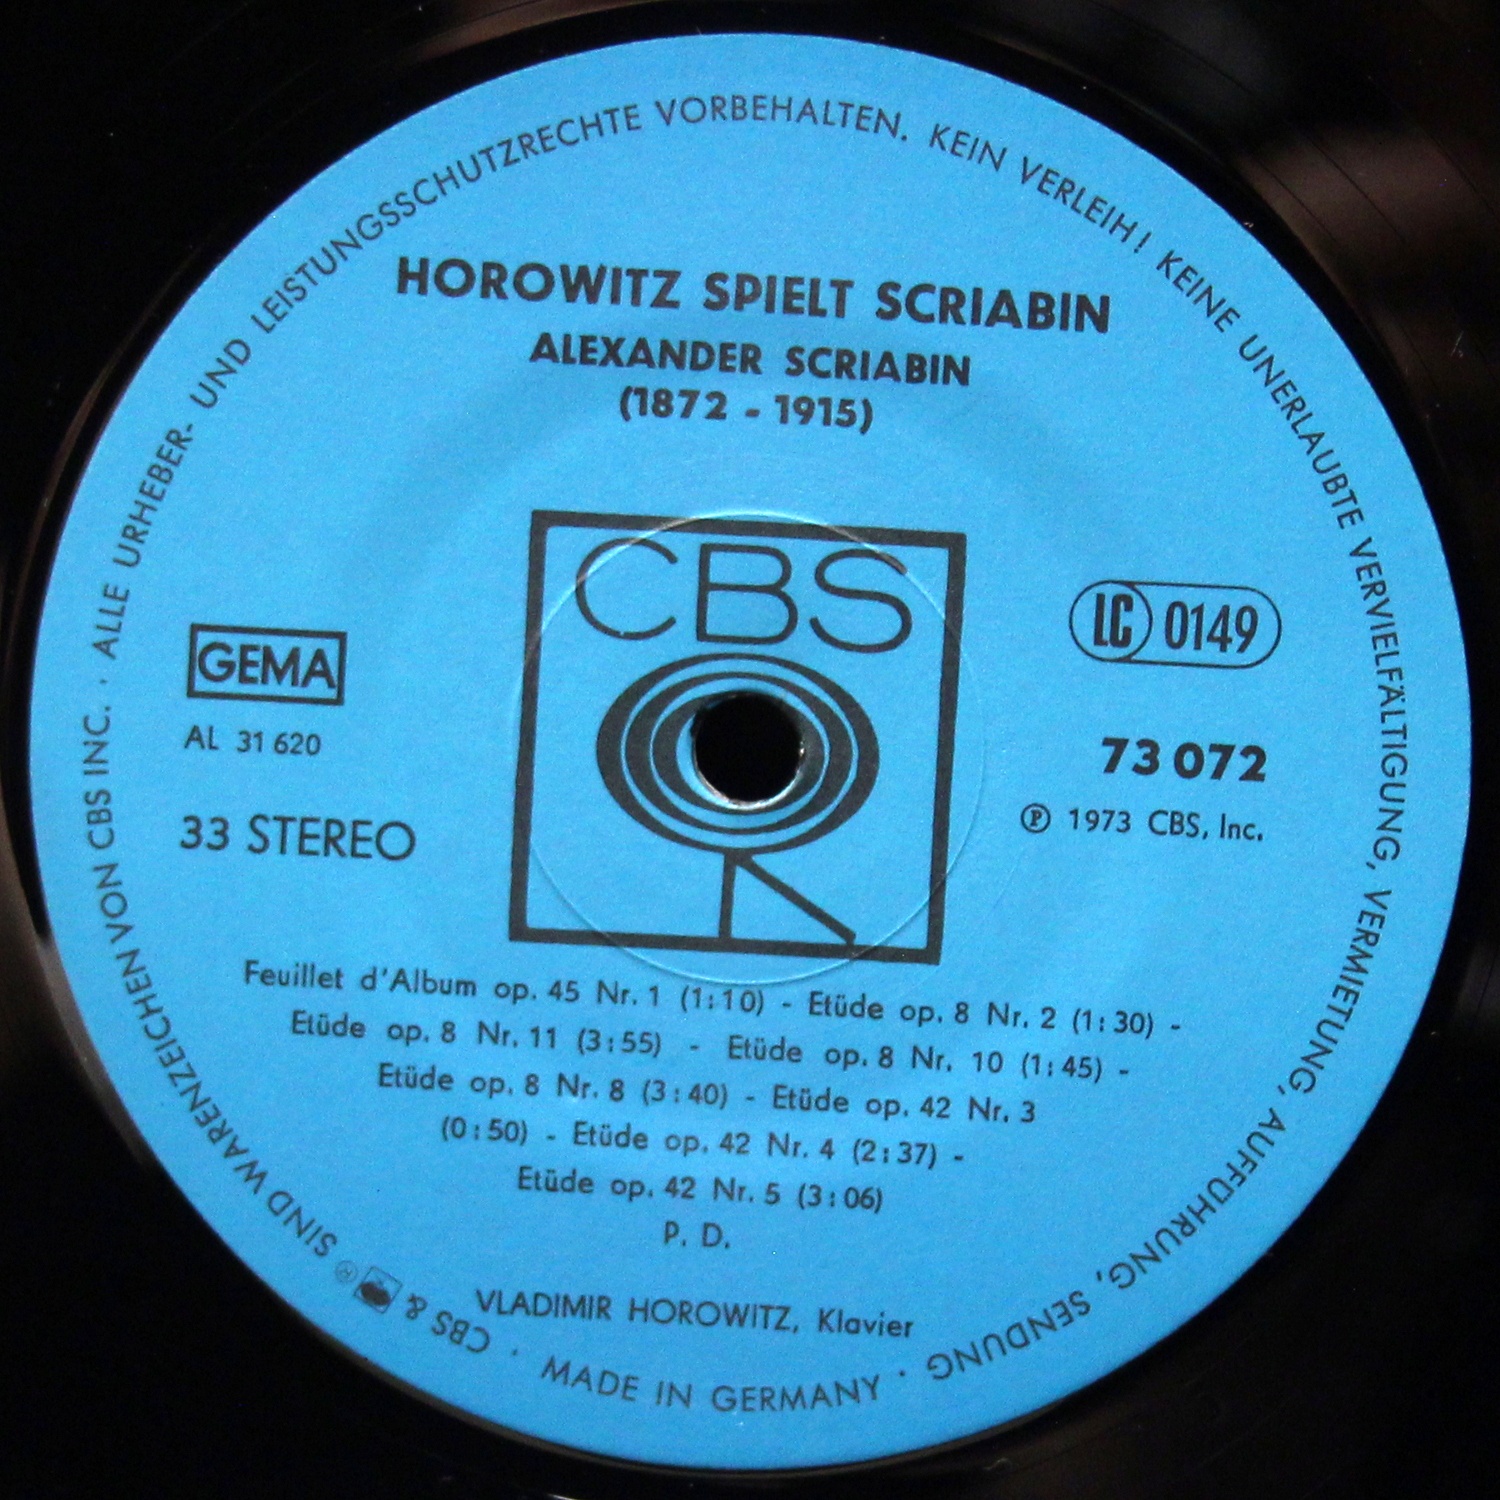 ALLE URHEBER- UND LEISTUNGSSCHUTZRECHTE VORBEHALTEN. KEIN VERLEIH! KEINE UNERLAUBTE VERVIELFÄLTIGUNG, VERMIETUNG, AUFFÜHRUNG, SENDUNG ·
HOROWITZ SPIELT SCRIABIN
ALEXANDER SCRIABIN
(1872 - 1915)
CBS
GEMA
LC 0149
AL 31 620
73 072
33 STEREO
Ⓟ 1973 CBS, Inc.
Feuillet d'Album op. 45 Nr. 1 (1:10) - Etüde op. 8 Nr. 2 (1:30) -
Etüde op. 8 Nr. 11 (3:55) - Etüde op. 8 Nr. 10 (1:45) -
Etüde op. 8 Nr. 8 (3:40) - Etüde op. 42 Nr. 3
(0:50) - Etüde op. 42 Nr. 4 (2:37) -
Etüde op. 42 Nr. 5 (3:06)
P. D.
VLADIMIR HOROWITZ, Klavier
MADE IN GERMANY ·
CBS & ® SIND WARENZEICHEN VON CBS INC. ·